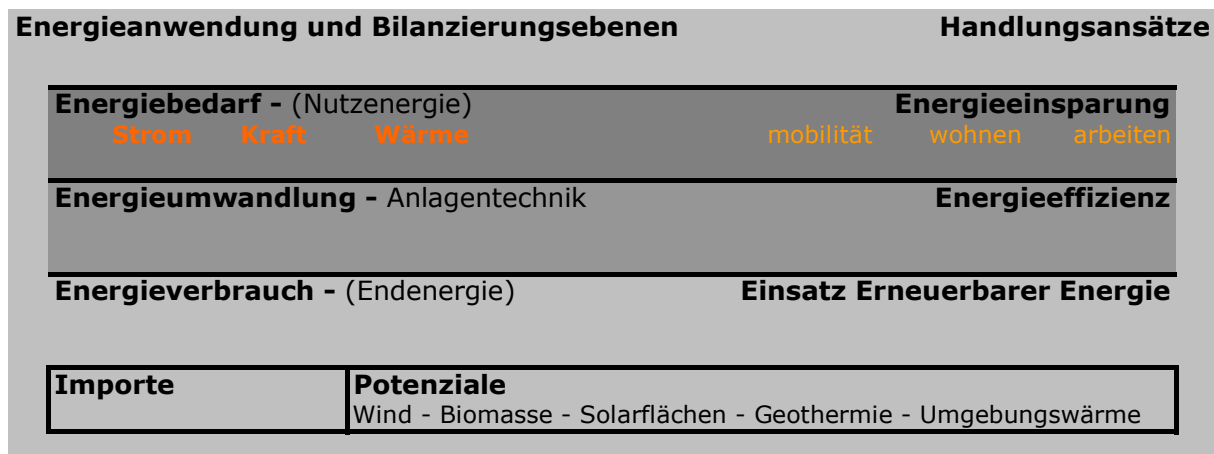 Energieanwendung und Bilanzierungsebenen Handlungsansätze
Energiebedarf - (Nutzenergie) Energieeinsparung
Strom Kraft Wärme mobilität wohnen arbeiten
Energieumwandlung - Anlagentechnik Energieeffizienz
Energieverbrauch - (Endenergie) Einsatz Erneuerbarer Energie
Importe Potenziale
Wind - Biomasse - Solarflächen - Geothermie - Umgebungswärme